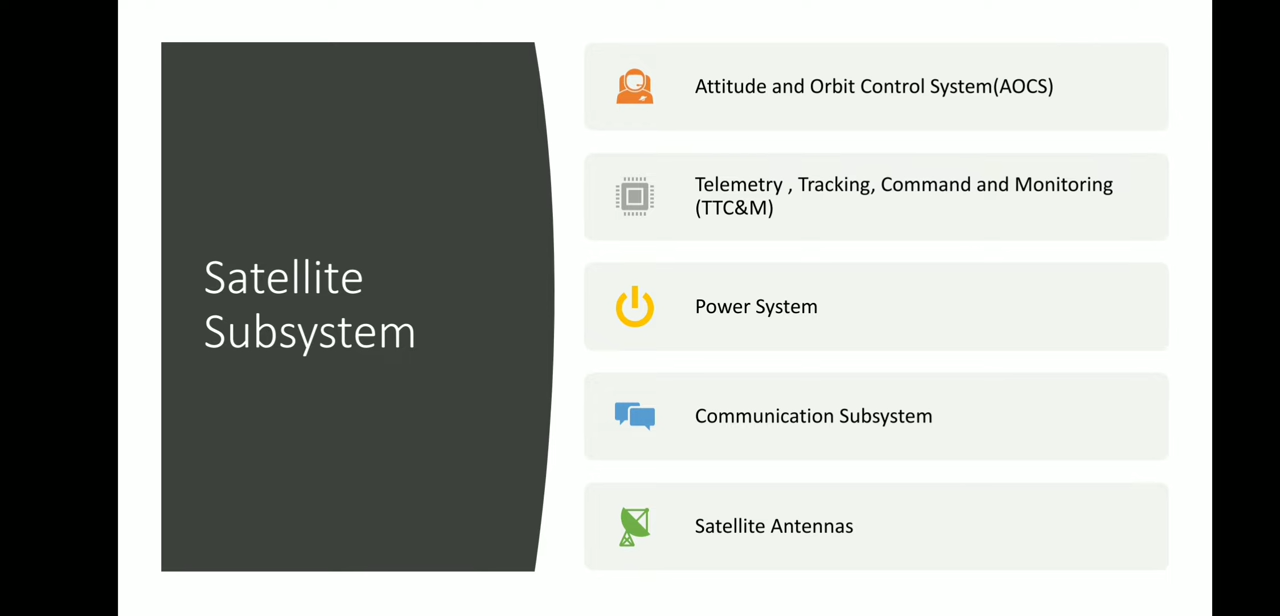 Satellite
Subsystem
Attitude and Orbit Control System(AOCS)
Telemetry , Tracking, Command and Monitoring
(TTC&M)
Power System
Communication Subsystem
Satellite Antennas